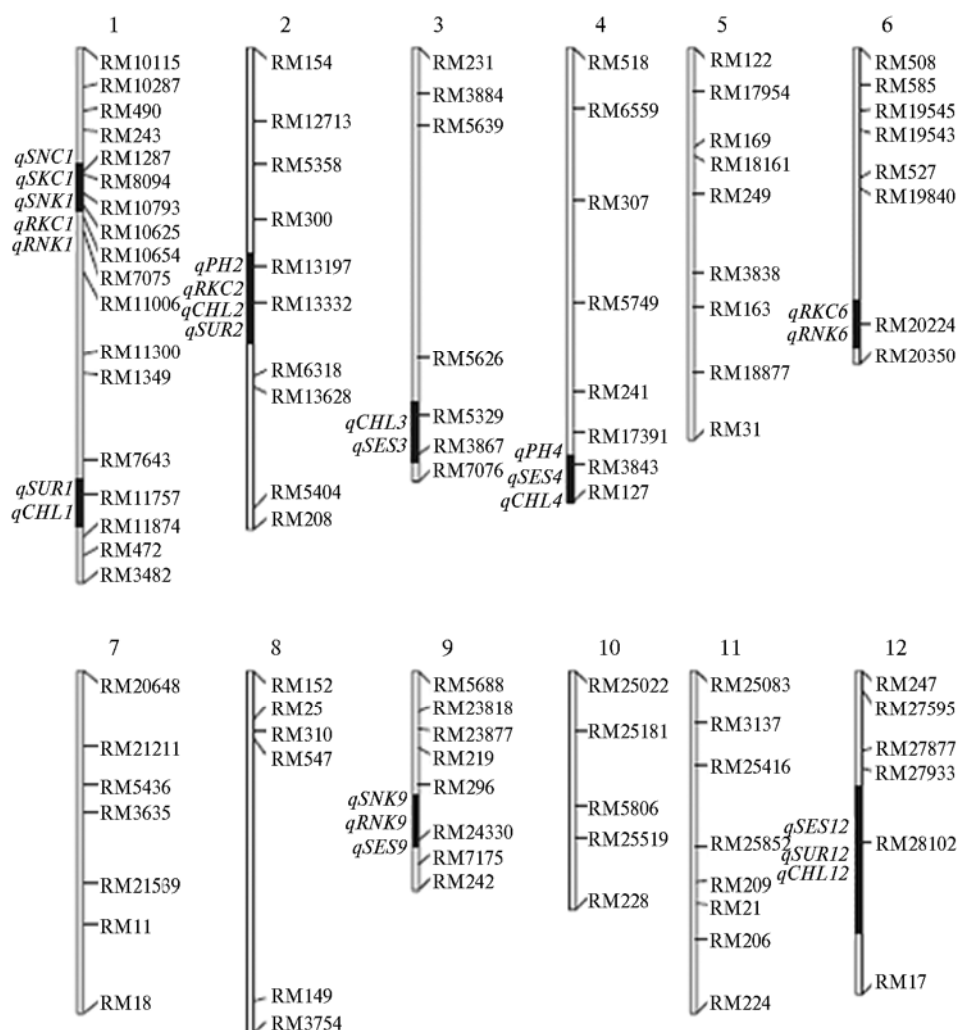 1
RM10115
RM10287
RM490
RM243
qSNC1
RM1287
qSKC1
RM8094
qSNK1
RM10793
qRKC1
RM10625
qRNK1
RM10654
RM7075
RM11006
RM11300
RM1349
RM7643
qSUR1
RM11757
qCHL1
RM11874
RM472
RM3482
2
RM154
RM12713
RM5358
RM300
qPH2
RM13197
qRKC2
qCHL2
RM13332
qSUR2
RM6318
RM13628
RM5404
RM208
3
RM231
RM3884
RM5639
RM5626
qCHL3
RM5329
qSES3
RM3867
RM7076
4
RM518
RM6559
RM307
RM5749
RM241
RM17391
qPH4
RM3843
qSES4
RM127
qCHL4
5
RM122
RM17954
RM169
RM18161
RM249
RM3838
RM163
RM18877
RM31
6
RM508
RM585
RM19545
RM19543
RM527
RM19840
qRKC6
RM20224
qRNK6
RM20350
7
RM20648
RM21211
RM5436
RM3635
RM21539
RM11
RM18
8
RM152
RM25
RM310
RM547
RM149
RM3754
9
RM5688
RM23818
RM23877
RM219
RM296
qSNK9
qRNK9
RM24330
qSES9
RM7175
RM242
10
RM25022
RM25181
RM5806
RM25519
RM228
11
RM25083
RM3137
RM25416
RM25852
RM209
RM21
RM206
RM224
12
RM247
RM27595
RM27877
RM27933
qSES12
RM28102
qSUR12
qCHL12
RM17